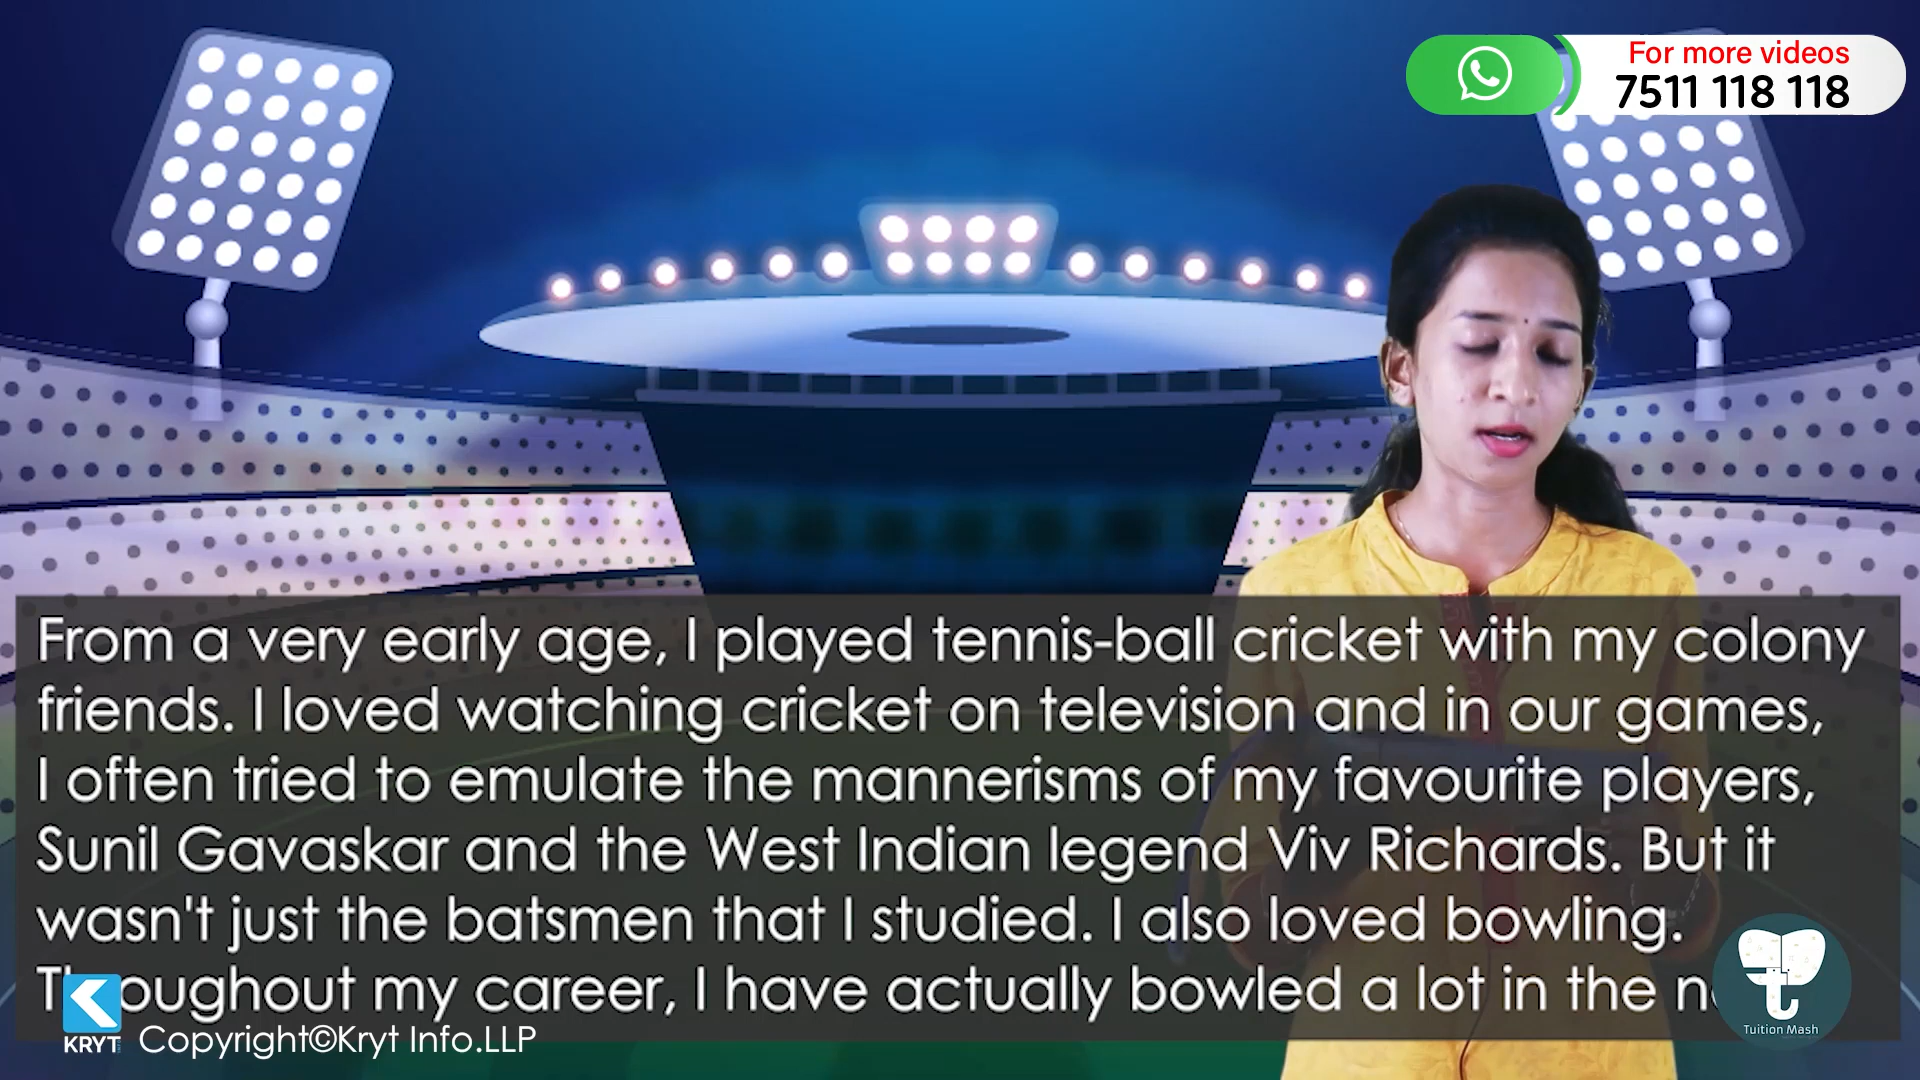 For more videos
7511 118 118
From a very early age, I played tennis-ball cricket with my colony
friends. I loved watching cricket on television and in our games,
I often tried to emulate the mannerisms of my favourite players,
Sunil Gavaskar and the West Indian legend Viv Richards. But it
wasn't just the batsmen that I studied. I also loved bowling.
Throughout my career, I have actually bowled a lot in the
Tuition Mash
KRYT
Copyright©Kryt Info.LLP